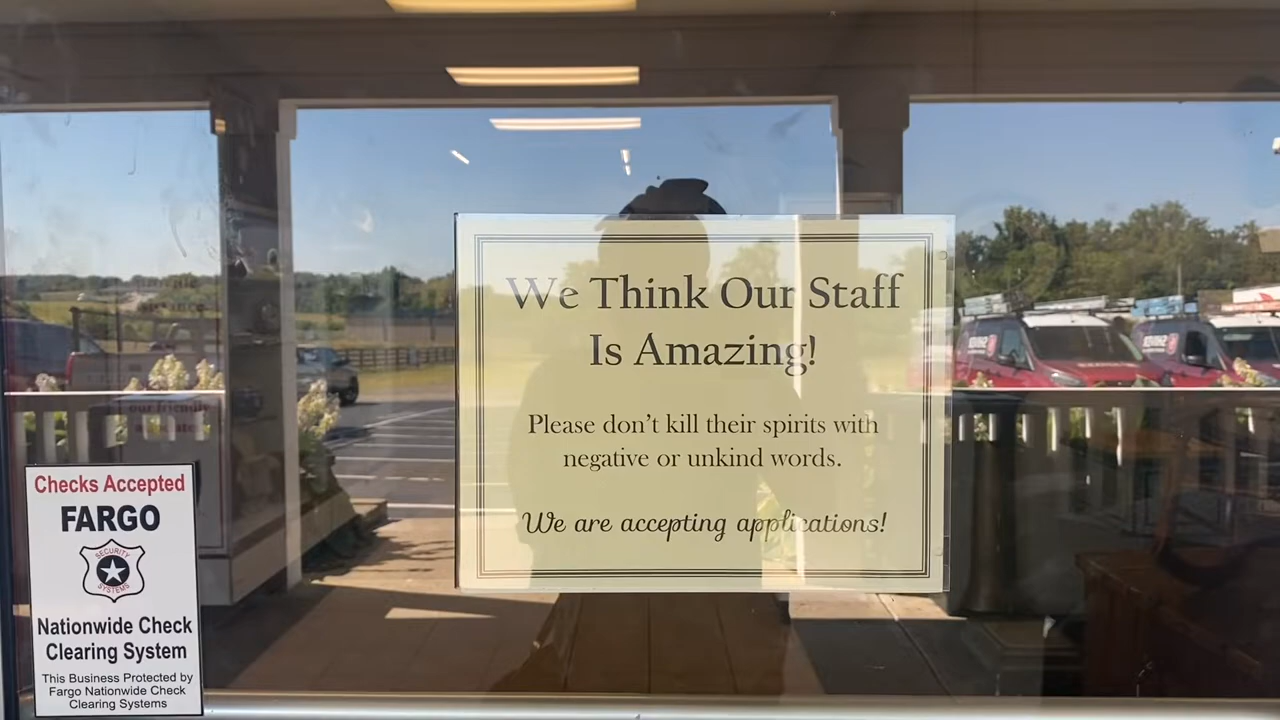 We Think Our Staff
Is Amazing!
Please don't kill their spirits with
negative or unkind words.
We are accepting applications!
Checks Accepted
FARGO
SECURITY
SYSTEMS
Nationwide Check
Clearing System
This Business Protected by
Fargo Nationwide Check
Clearing Systems
our friendly